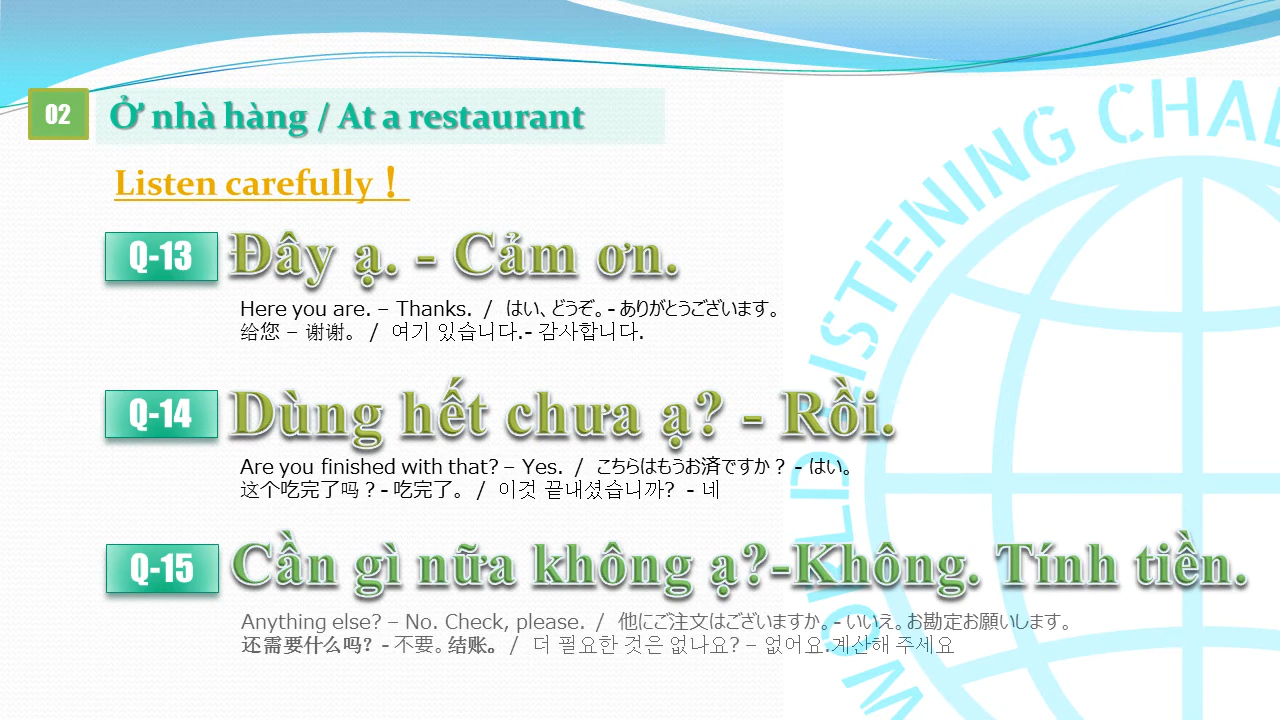 02
Ở nhà hàng / At a restaurant
Listen carefully！
Q-13
Đây ạ. - Cảm ơn.
Here you are. – Thanks. / はい、どうぞ。- ありがとうございます。
给您 – 谢谢。 / 여기 있습니다.- 감사합니다.
Q-14
Dùng hết chưa ạ? - Rồi.
Are you finished with that? – Yes. / こちらはもうお済ですか？ – はい。
这个吃完了吗？- 吃完了。 / 이것 끝내셨습니까? - 네
Q-15
Cần gì nữa không ạ?-Không. Tính tiền.
Anything else? – No. Check, please. / 他にご注文はございますか。- いいえ。お勘定お願いします。
还需要什么吗? - 不要。结账。 / 더 필요한 것은 없나요? – 없어요.계산해 주세요
WORLD LISTENING CHAL